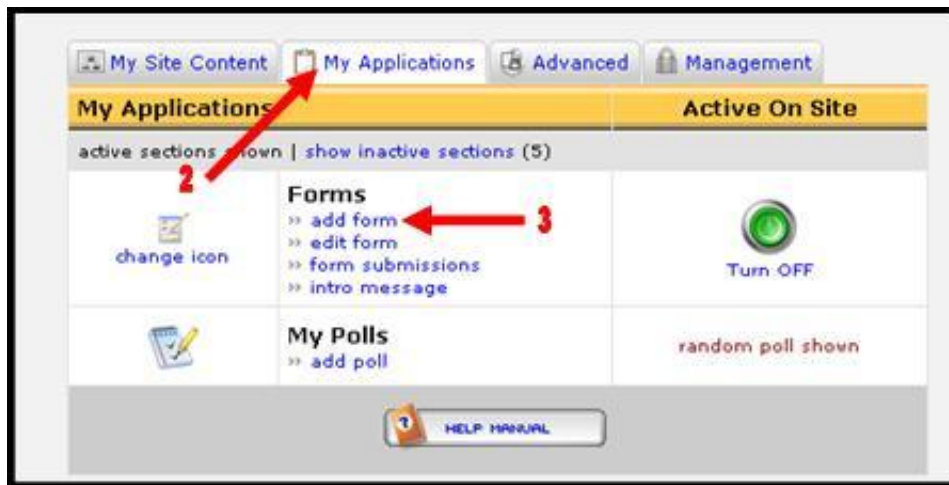 My Site Content My Applications Advanced Management
My Applications Active On Site
active sections shown | show inactive sections (5)
2
change icon
Forms
» add form 3
» edit form
» form submissions
» intro message
Turn OFF
My Polls
» add poll
random poll shown
? HELP MANUAL